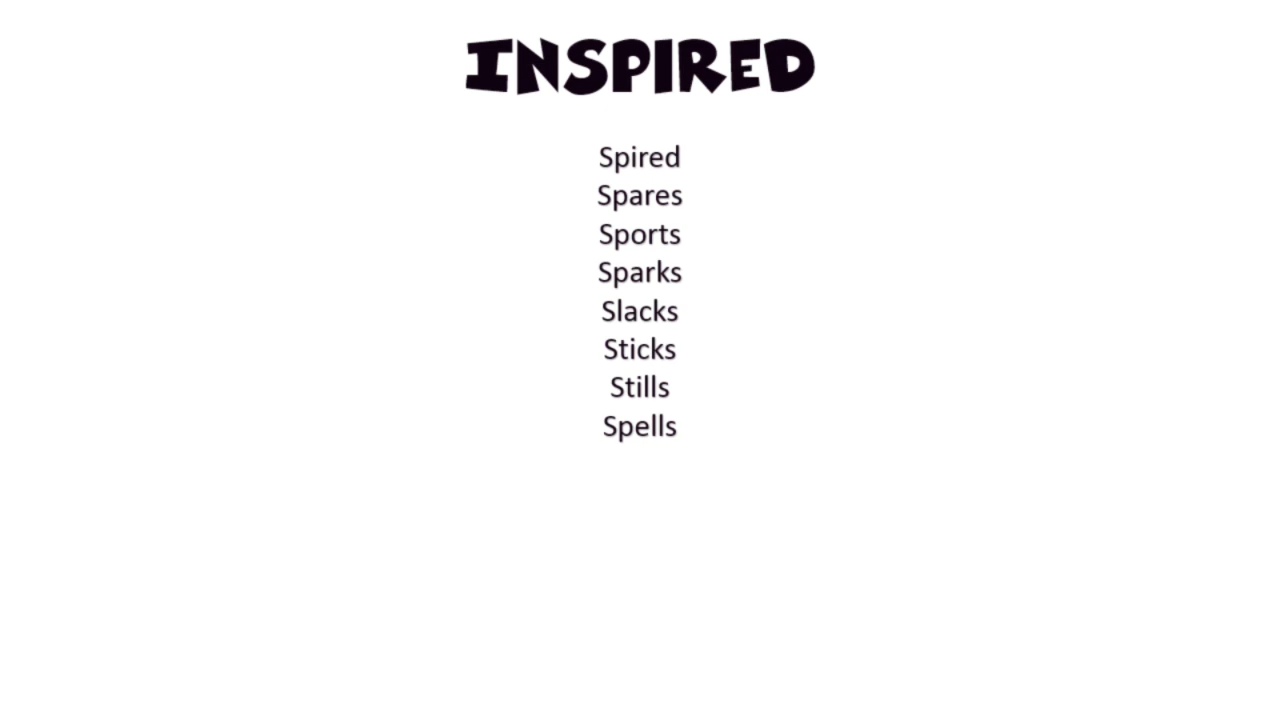 INSPIRED
Spired
Spares
Sports
Sparks
Slacks
Sticks
Stills
Spells